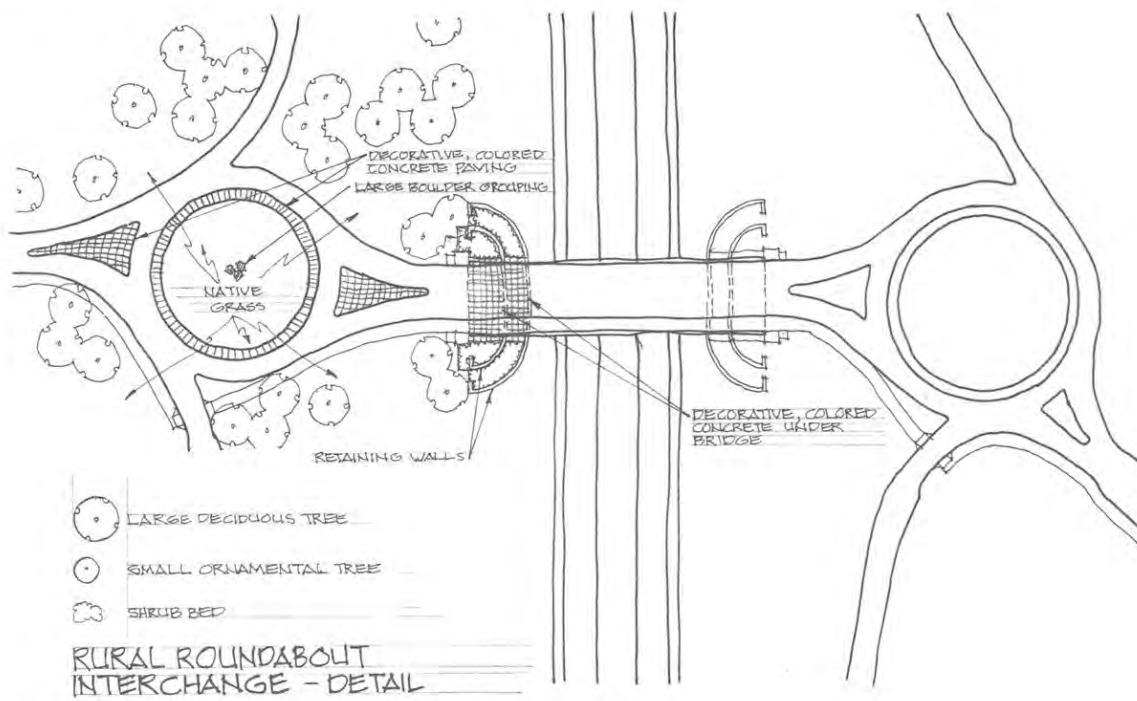 DECORATIVE, COLORED
CONCRETE PAVING
LARGE BOULDER GROUPING
NATIVE
GRASS
DECORATIVE, COLORED
CONCRETE UNDER
BRIDGE
RETAINING WALLS
LARGE DECIDUOUS TREE
SMALL ORNAMENTAL TREE
SHRUB BED
RURAL ROUNDABOUT
INTERCHANGE - DETAIL